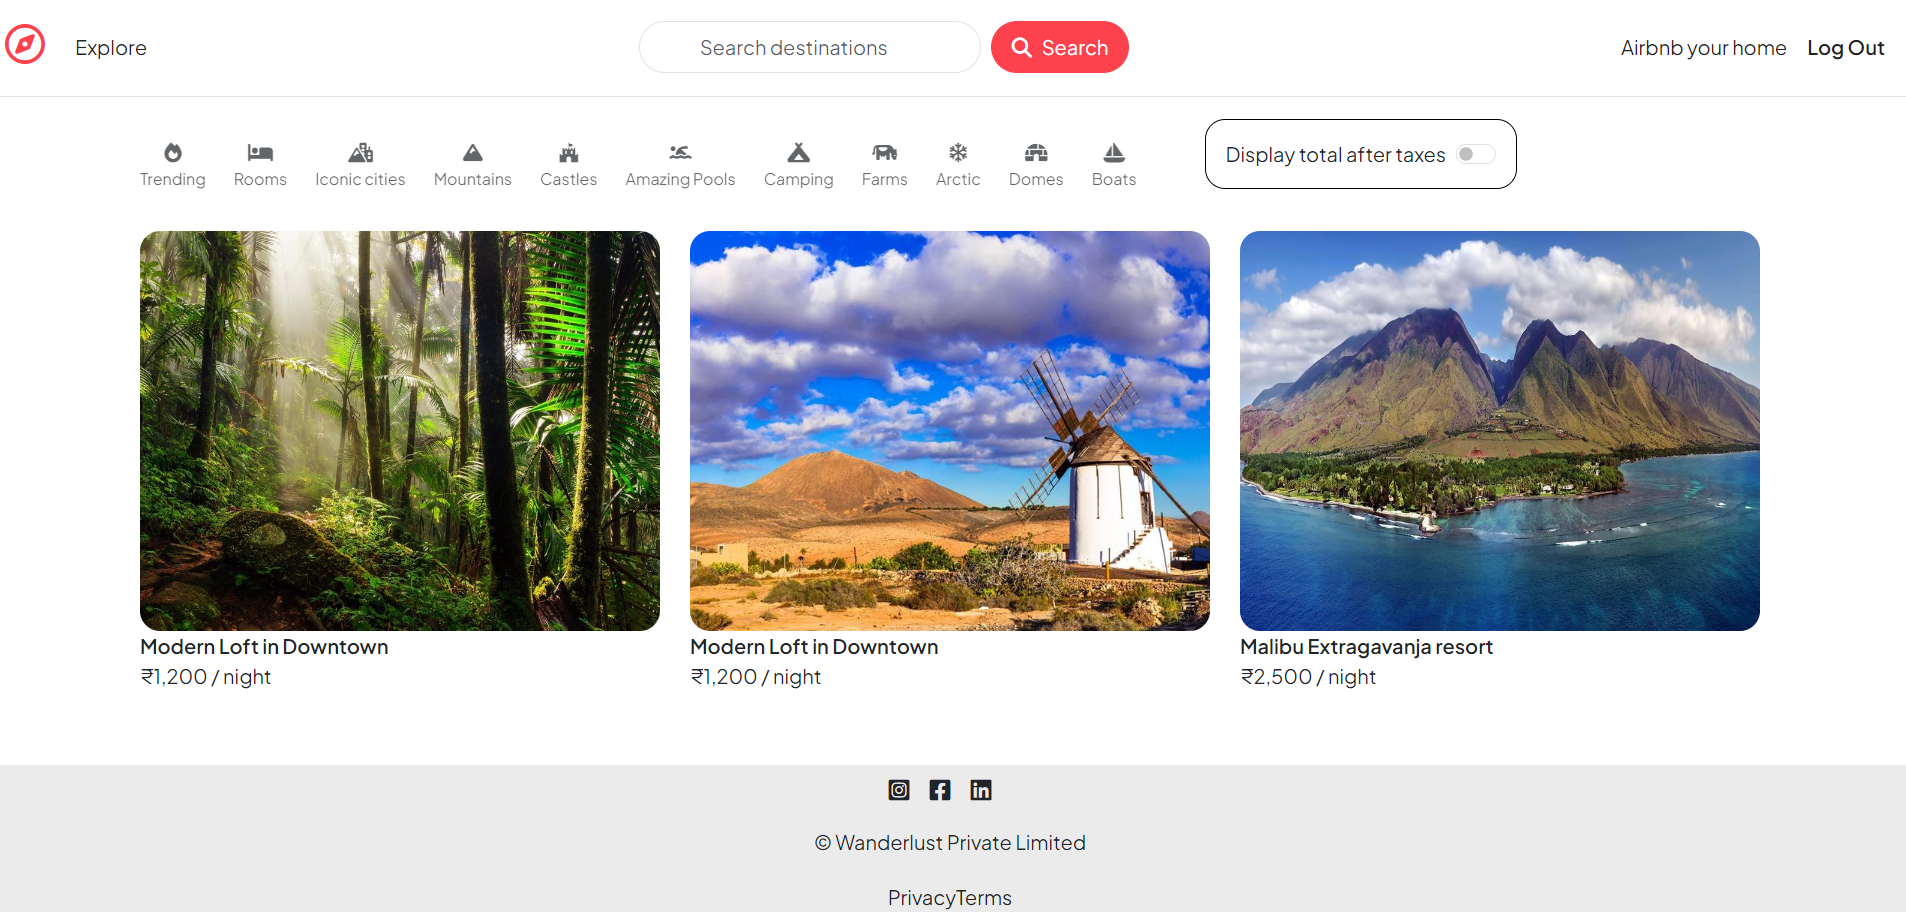 Explore
Search destinations
Search
Airbnb your home
Log Out
Trending
Rooms
Iconic cities
Mountains
Castles
Amazing Pools
Camping
Farms
Arctic
Domes
Boats
Display total after taxes
Modern Loft in Downtown
₹1,200 / night
Modern Loft in Downtown
₹1,200 / night
Malibu Extragavanja resort
₹2,500 / night
© Wanderlust Private Limited
PrivacyTerms